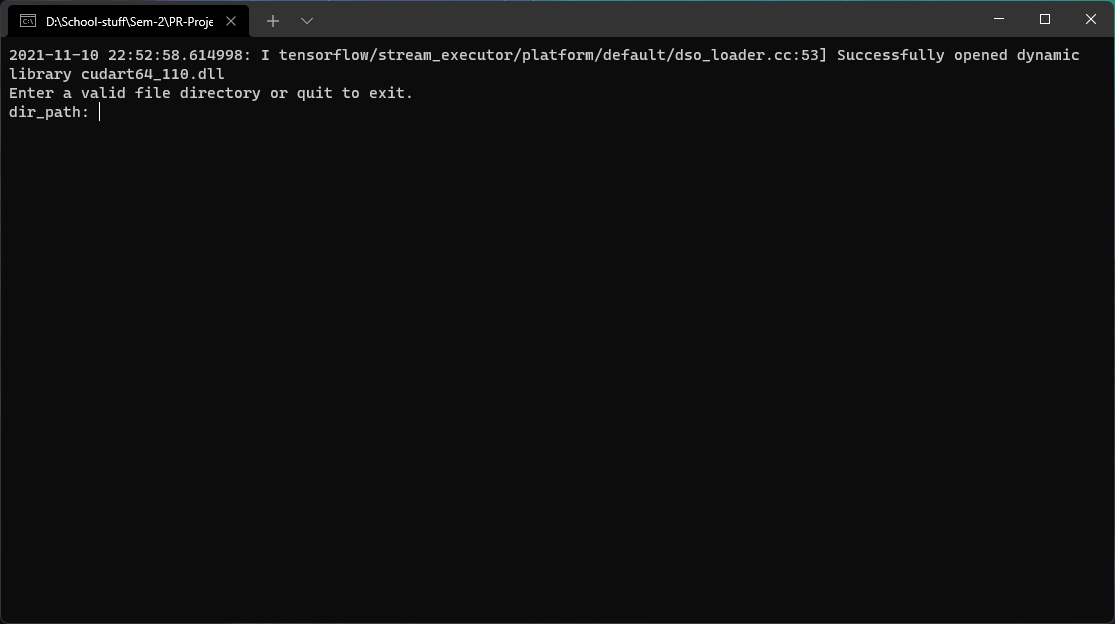 D:\School-stuff\Sem-2\PR-Proje
2021-11-10 22:52:58.614998: I tensorflow/stream_executor/platform/default/dso_loader.cc:53] Successfully opened dynamic
library cudart64_110.dll
Enter a valid file directory or quit to exit.
dir_path: